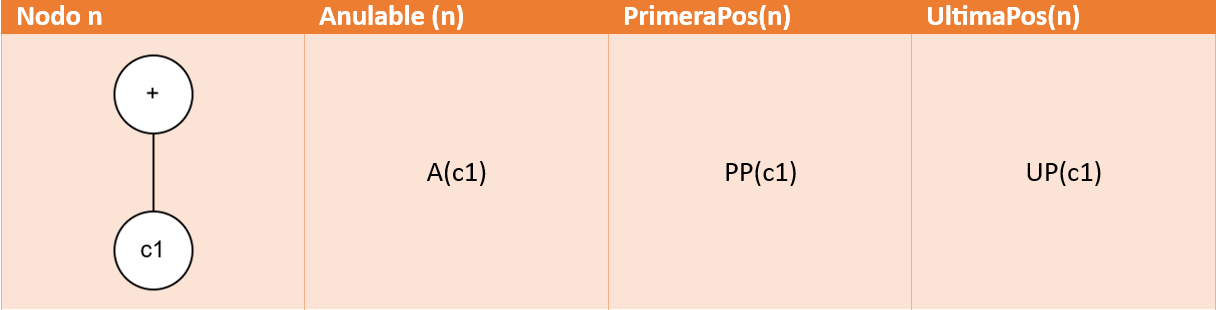 Nodo n
Anulable (n)
PrimeraPos(n)
UltimaPos(n)
+
A(c1)
PP(c1)
UP(c1)
c1